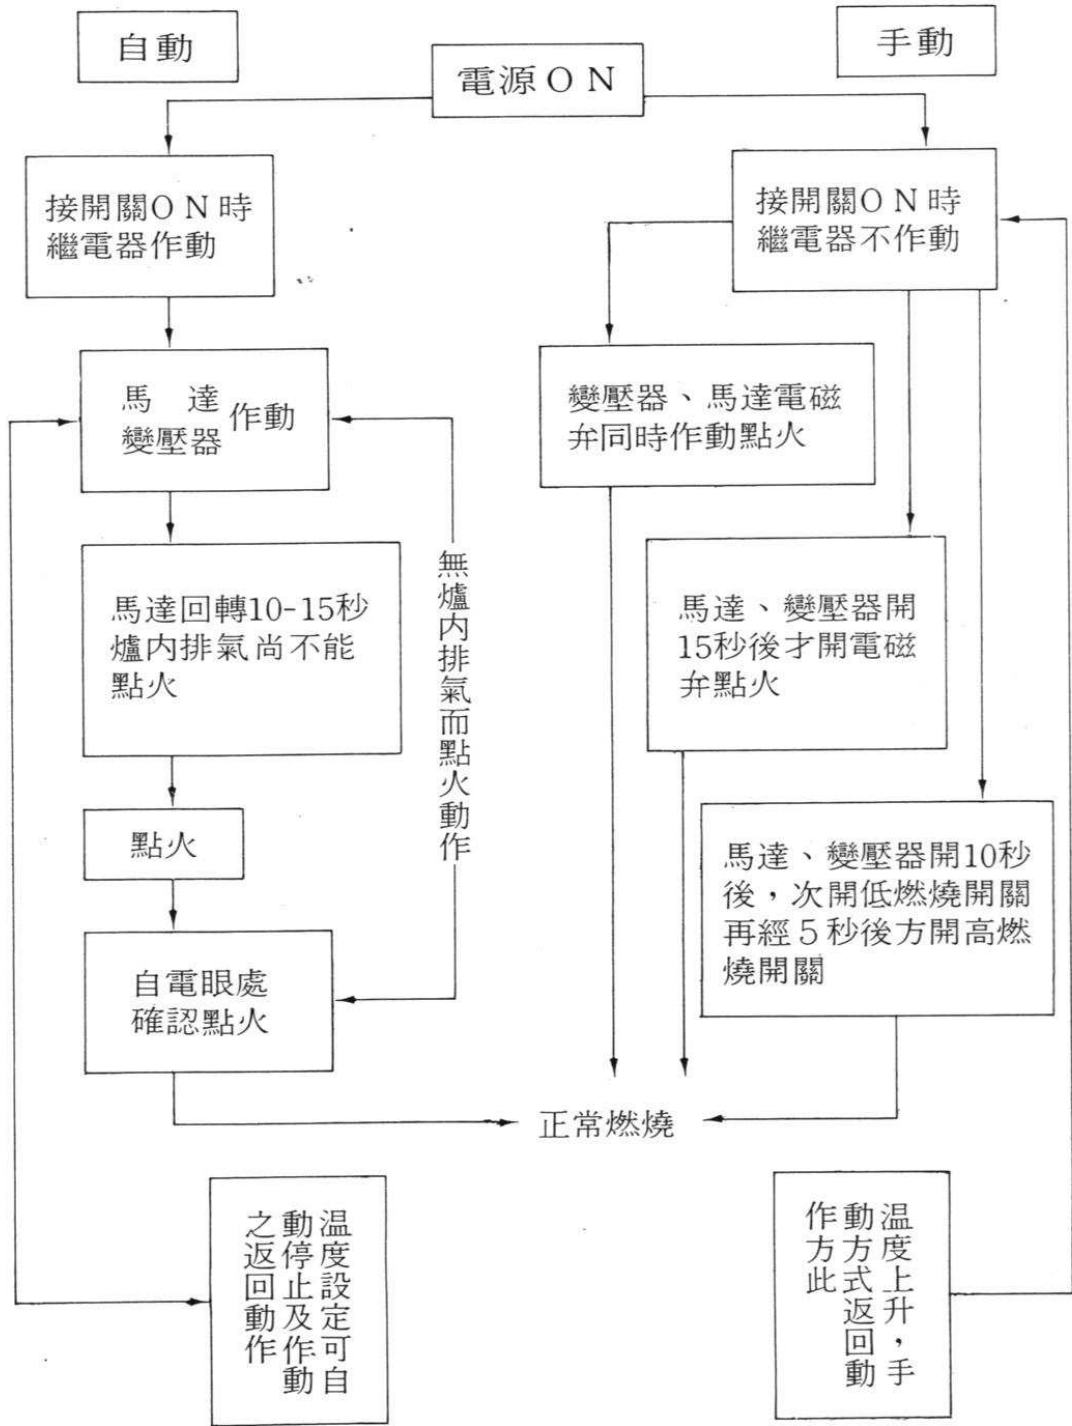 自動
手動
電源ON
接開關ON時
繼電器作動
接開關ON時
繼電器不作動
馬達
變壓器
作動
變壓器、馬達電磁
弁同時作動點火
馬達回轉10-15秒
爐内排氣尚不能
點火
無爐内排氣而點火動作
馬達、變壓器開
15秒後才開電磁
弁點火
點火
馬達、變壓器開10秒
後，次開低燃燒開關
再經5秒後方開高燃
燒開關
自電眼處
確認點火
正常燃燒
温度設定可自
動停止及作動
之返回動作
温度上升，手
動方式返回動
作方此